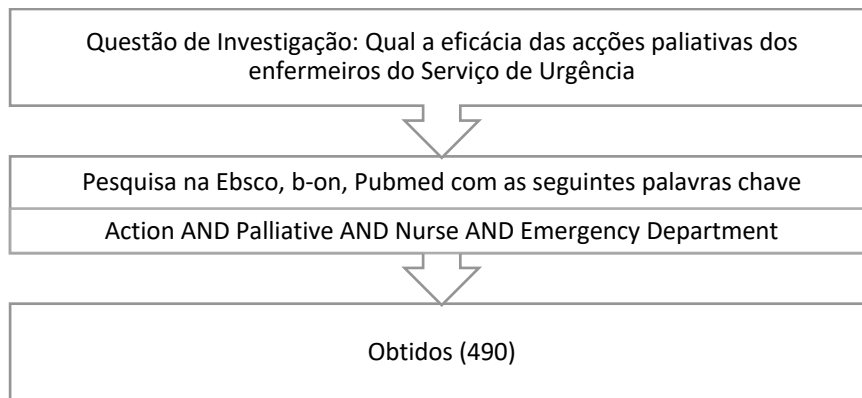 Questão de Investigação: Qual a eficácia das acções paliativas dos
enfermeiros do Serviço de Urgência
Pesquisa na Ebsco, b-on, Pubmed com as seguintes palavras chave
Action AND Palliative AND Nurse AND Emergency Department
Obtidos (490)